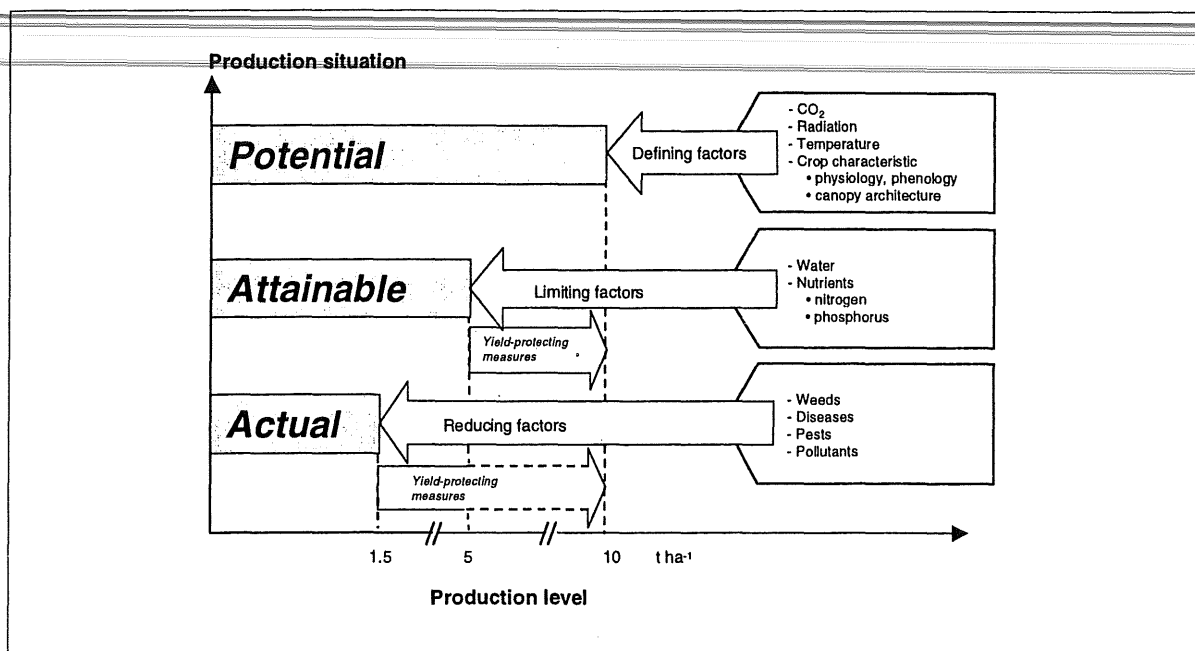 Production situation
Potential
Defining factors
- CO₂
- Radiation
- Temperature
- Crop characteristic
• physiology, phenology
• canopy architecture
Attainable
Limiting factors
- Water
- Nutrients
• nitrogen
• phosphorus
Yield-protecting
measures
Actual
Reducing factors
- Weeds
- Diseases
- Pests
- Pollutants
Yield-protecting
measures
1.5 5 10 t ha⁻¹
Production level